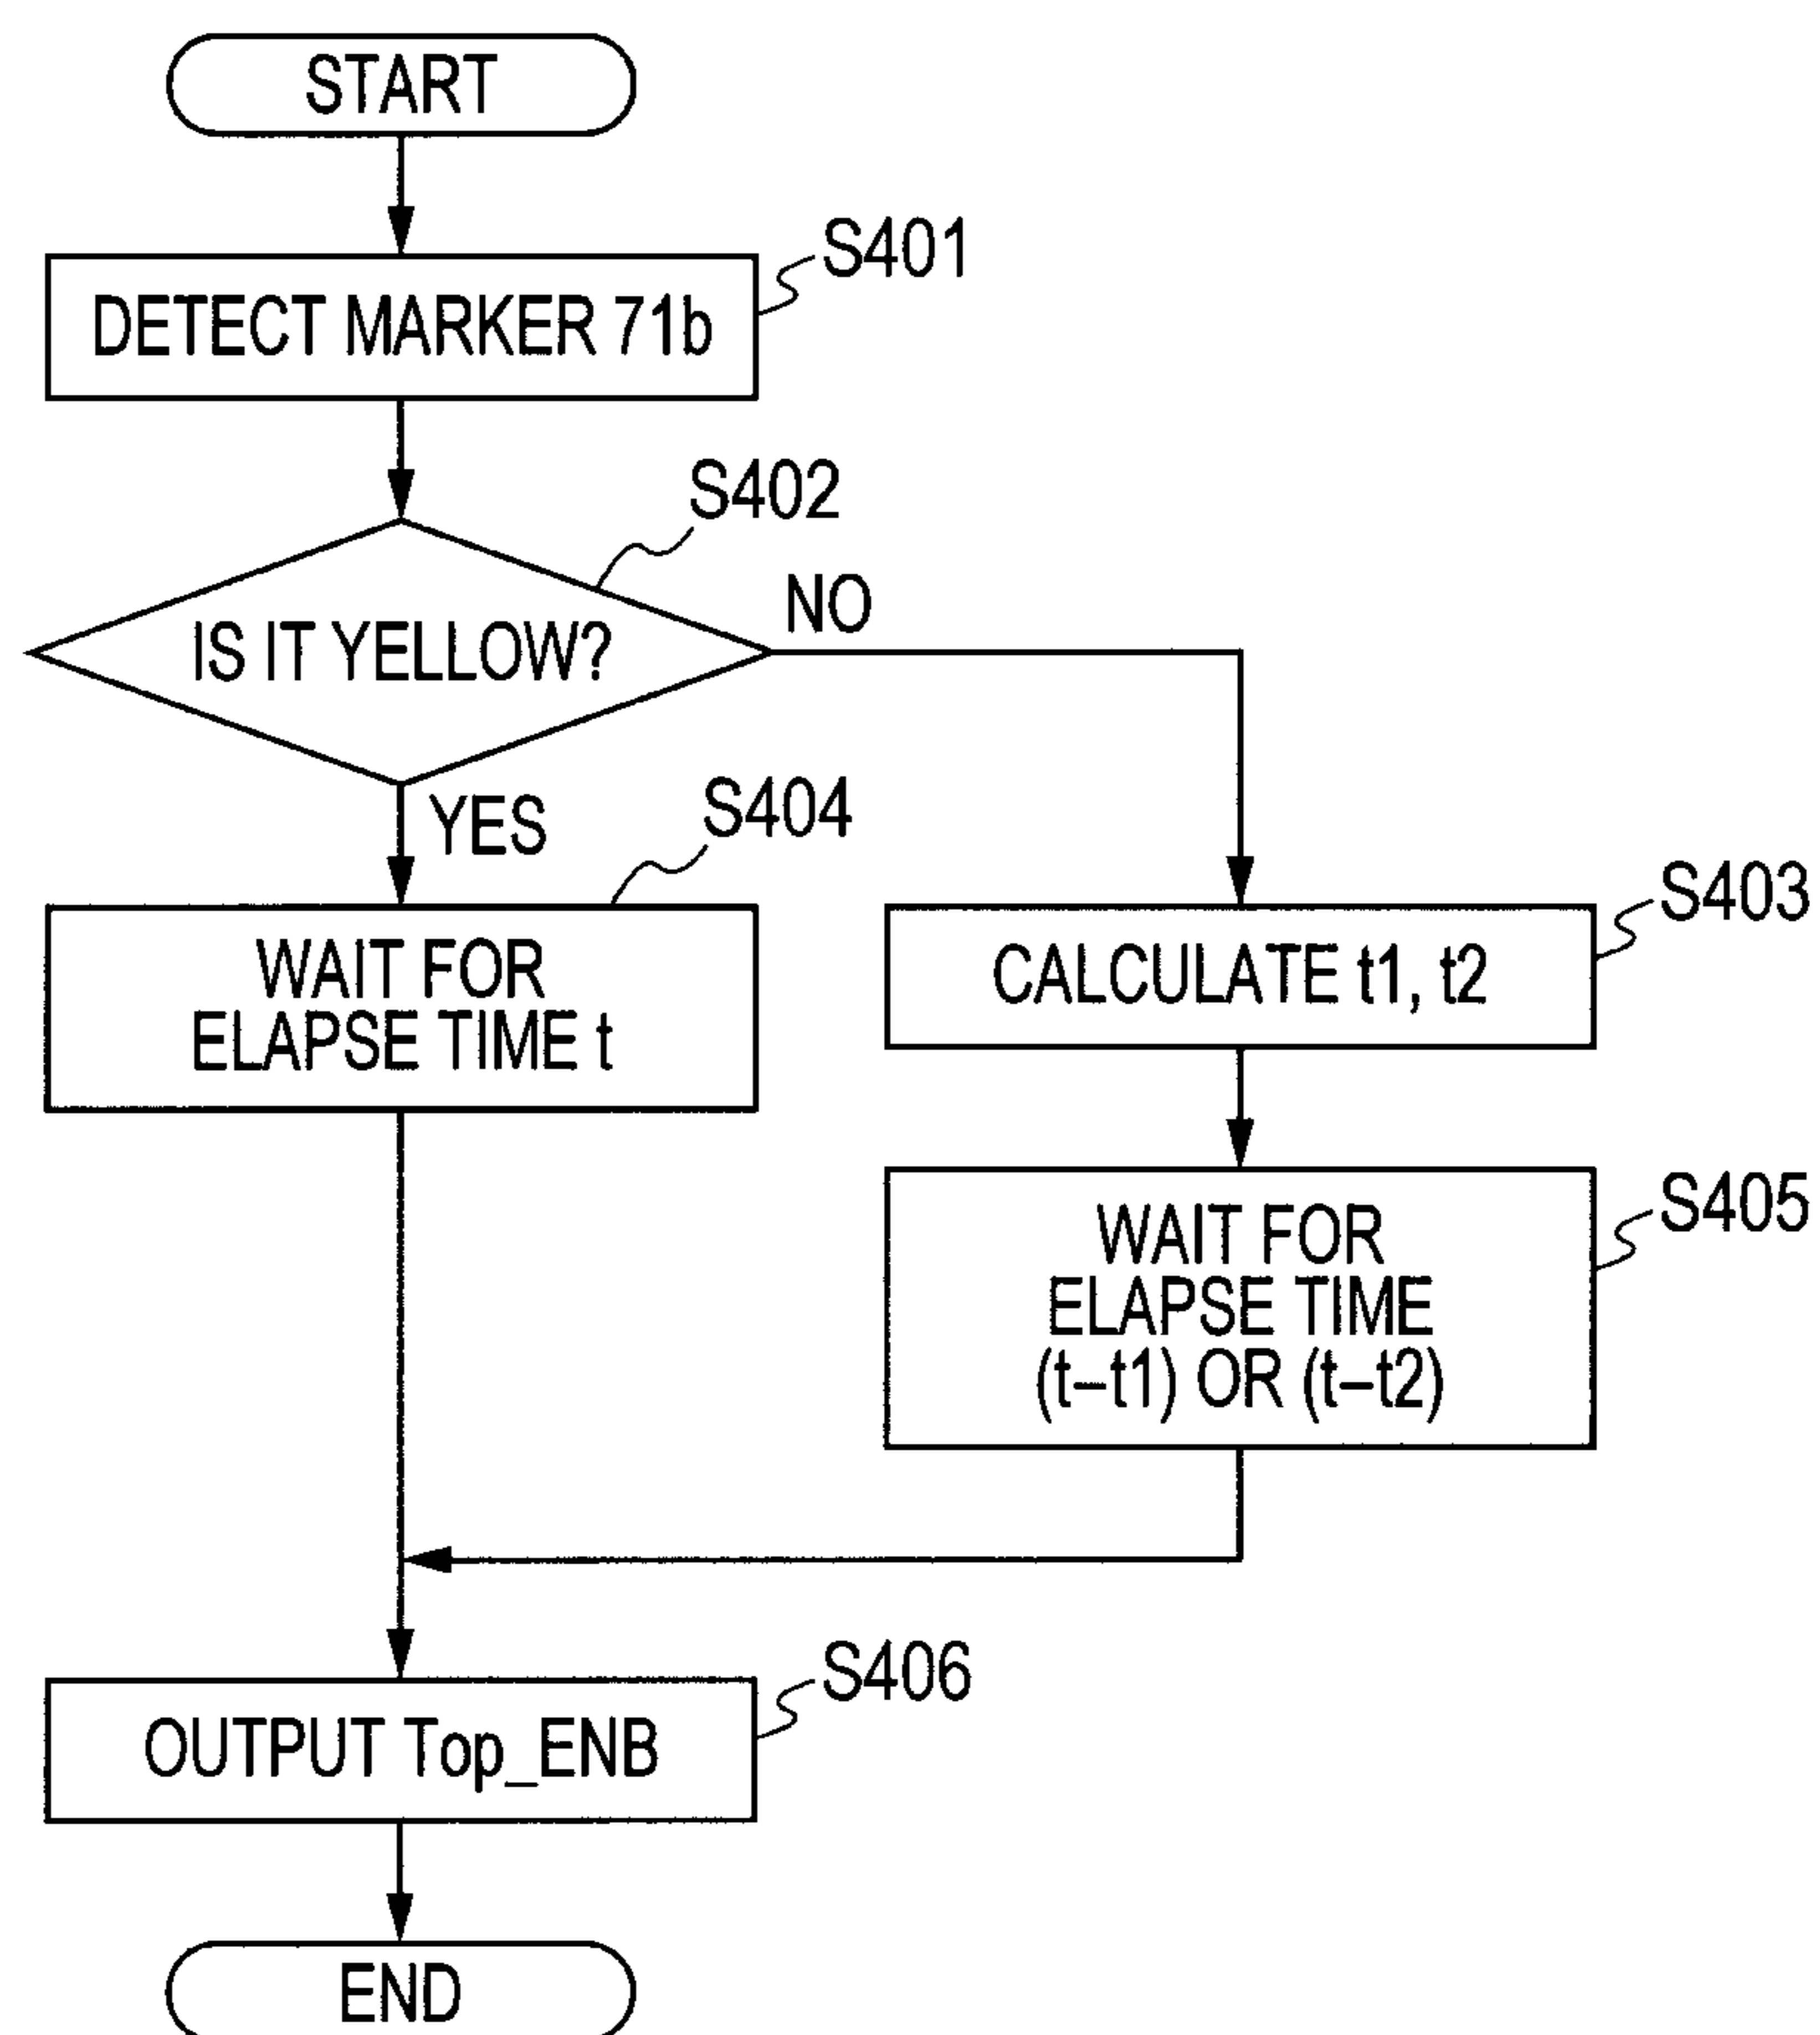 START
S401
DETECT MARKER 71b
S402
NO
IS IT YELLOW?
YES
S404
S403
WAIT FOR
ELAPSE TIME t
CALCULATE t1, t2
S405
WAIT FOR
ELAPSE TIME
(t–t1) OR (t–t2)
S406
OUTPUT Top_ENB
END